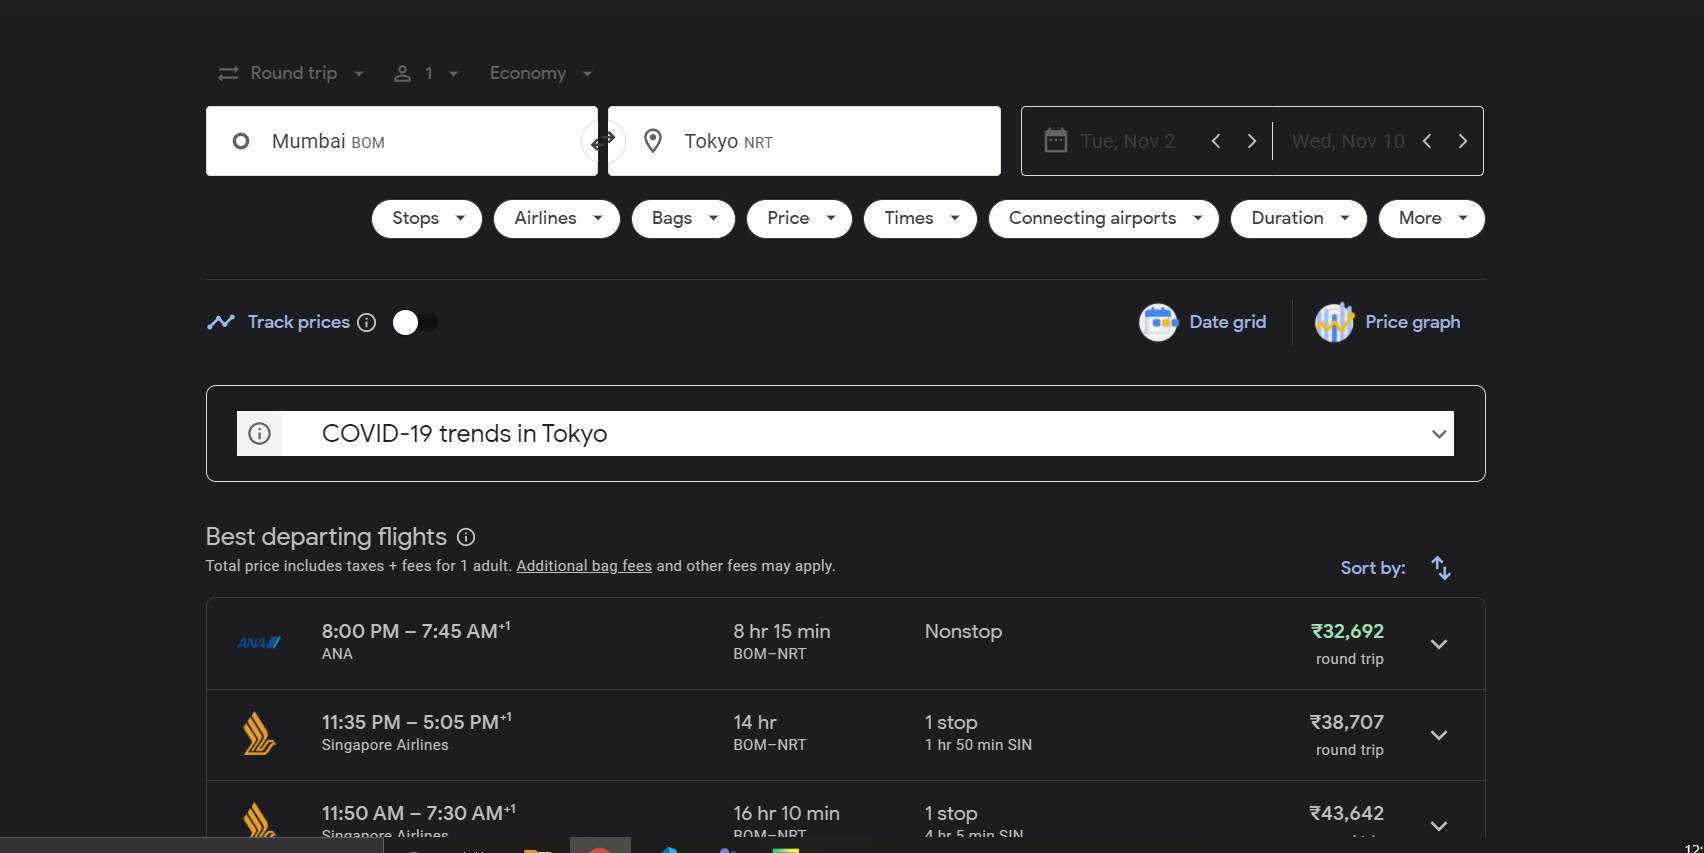 Round trip 1 Economy
Mumbai BOM Tokyo NRT Tue, Nov 2 Wed, Nov 10
Stops Airlines Bags Price Times Connecting airports Duration More
Track prices Date grid Price graph
COVID-19 trends in Tokyo
Best departing flights
Total price includes taxes + fees for 1 adult. Additional bag fees and other fees may apply.
Sort by:
ANA 8:00 PM – 7:45 AM+1 8 hr 15 min Nonstop ₹32,692
ANA BOM–NRT round trip
11:35 PM – 5:05 PM+1 14 hr 1 stop ₹38,707
Singapore Airlines BOM–NRT 1 hr 50 min SIN round trip
11:50 AM – 7:30 AM+1 16 hr 10 min 1 stop ₹43,642
Singapore Airlines BOM–NRT 4 hr 5 min SIN